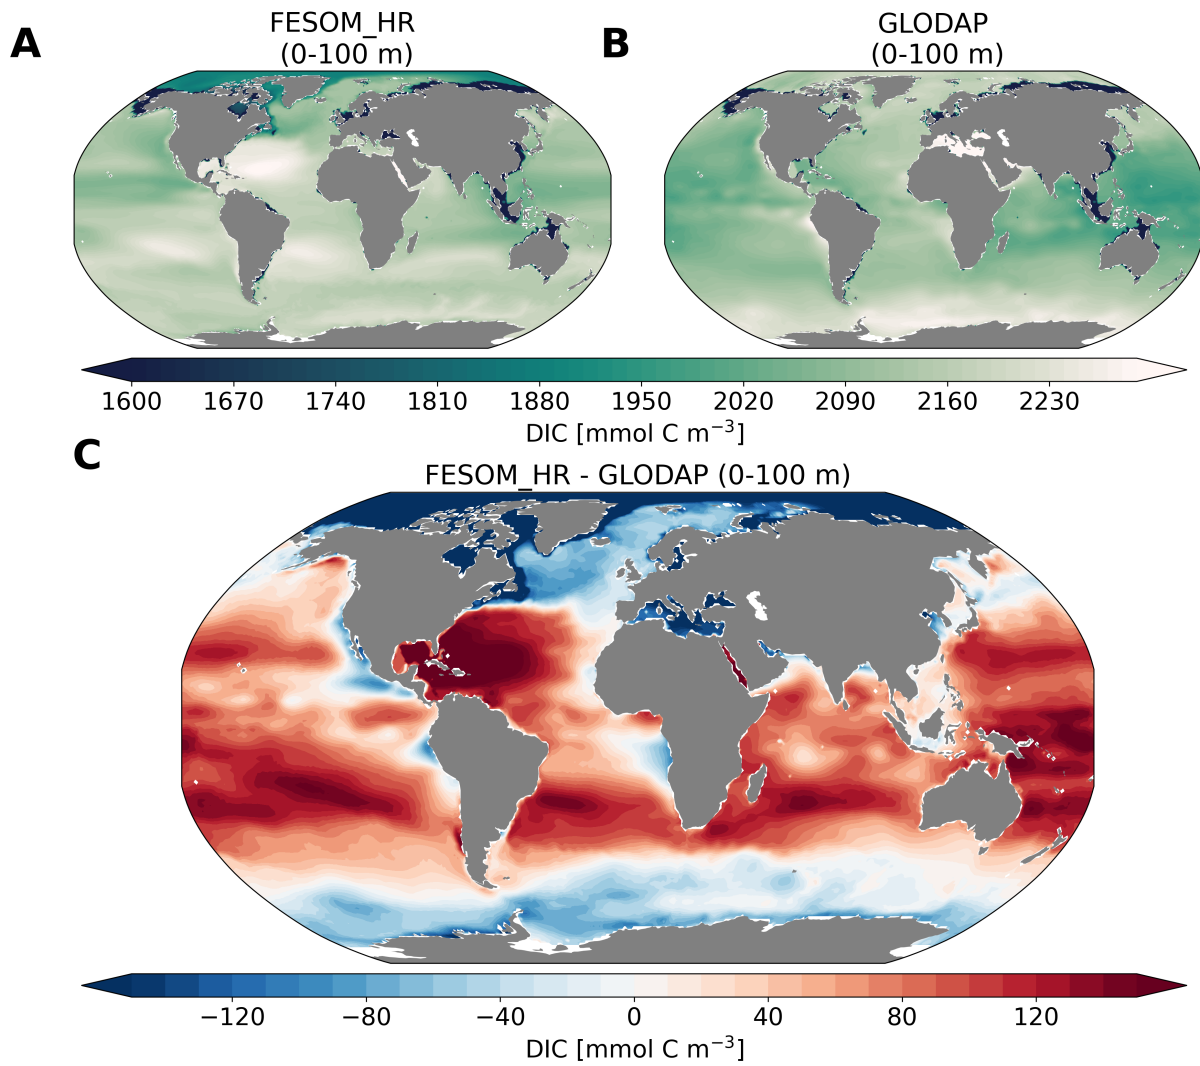 A
FESOM_HR
(0-100 m)
B
GLODAP
(0-100 m)
1600 1670 1740 1810 1880 1950 2020 2090 2160 2230
DIC [mmol C m⁻³]
C
FESOM_HR - GLODAP (0-100 m)
−120 −80 −40 0 40 80 120
DIC [mmol C m⁻³]